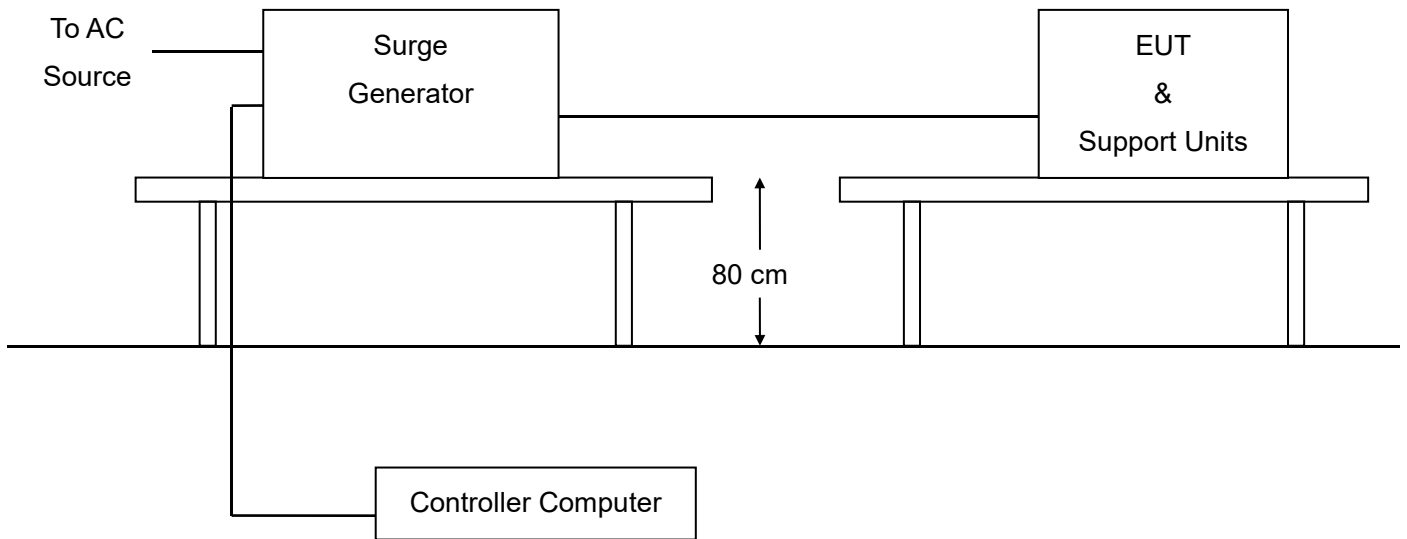 To AC
Source
Surge
Generator
EUT
&
Support Units
80 cm
Controller Computer